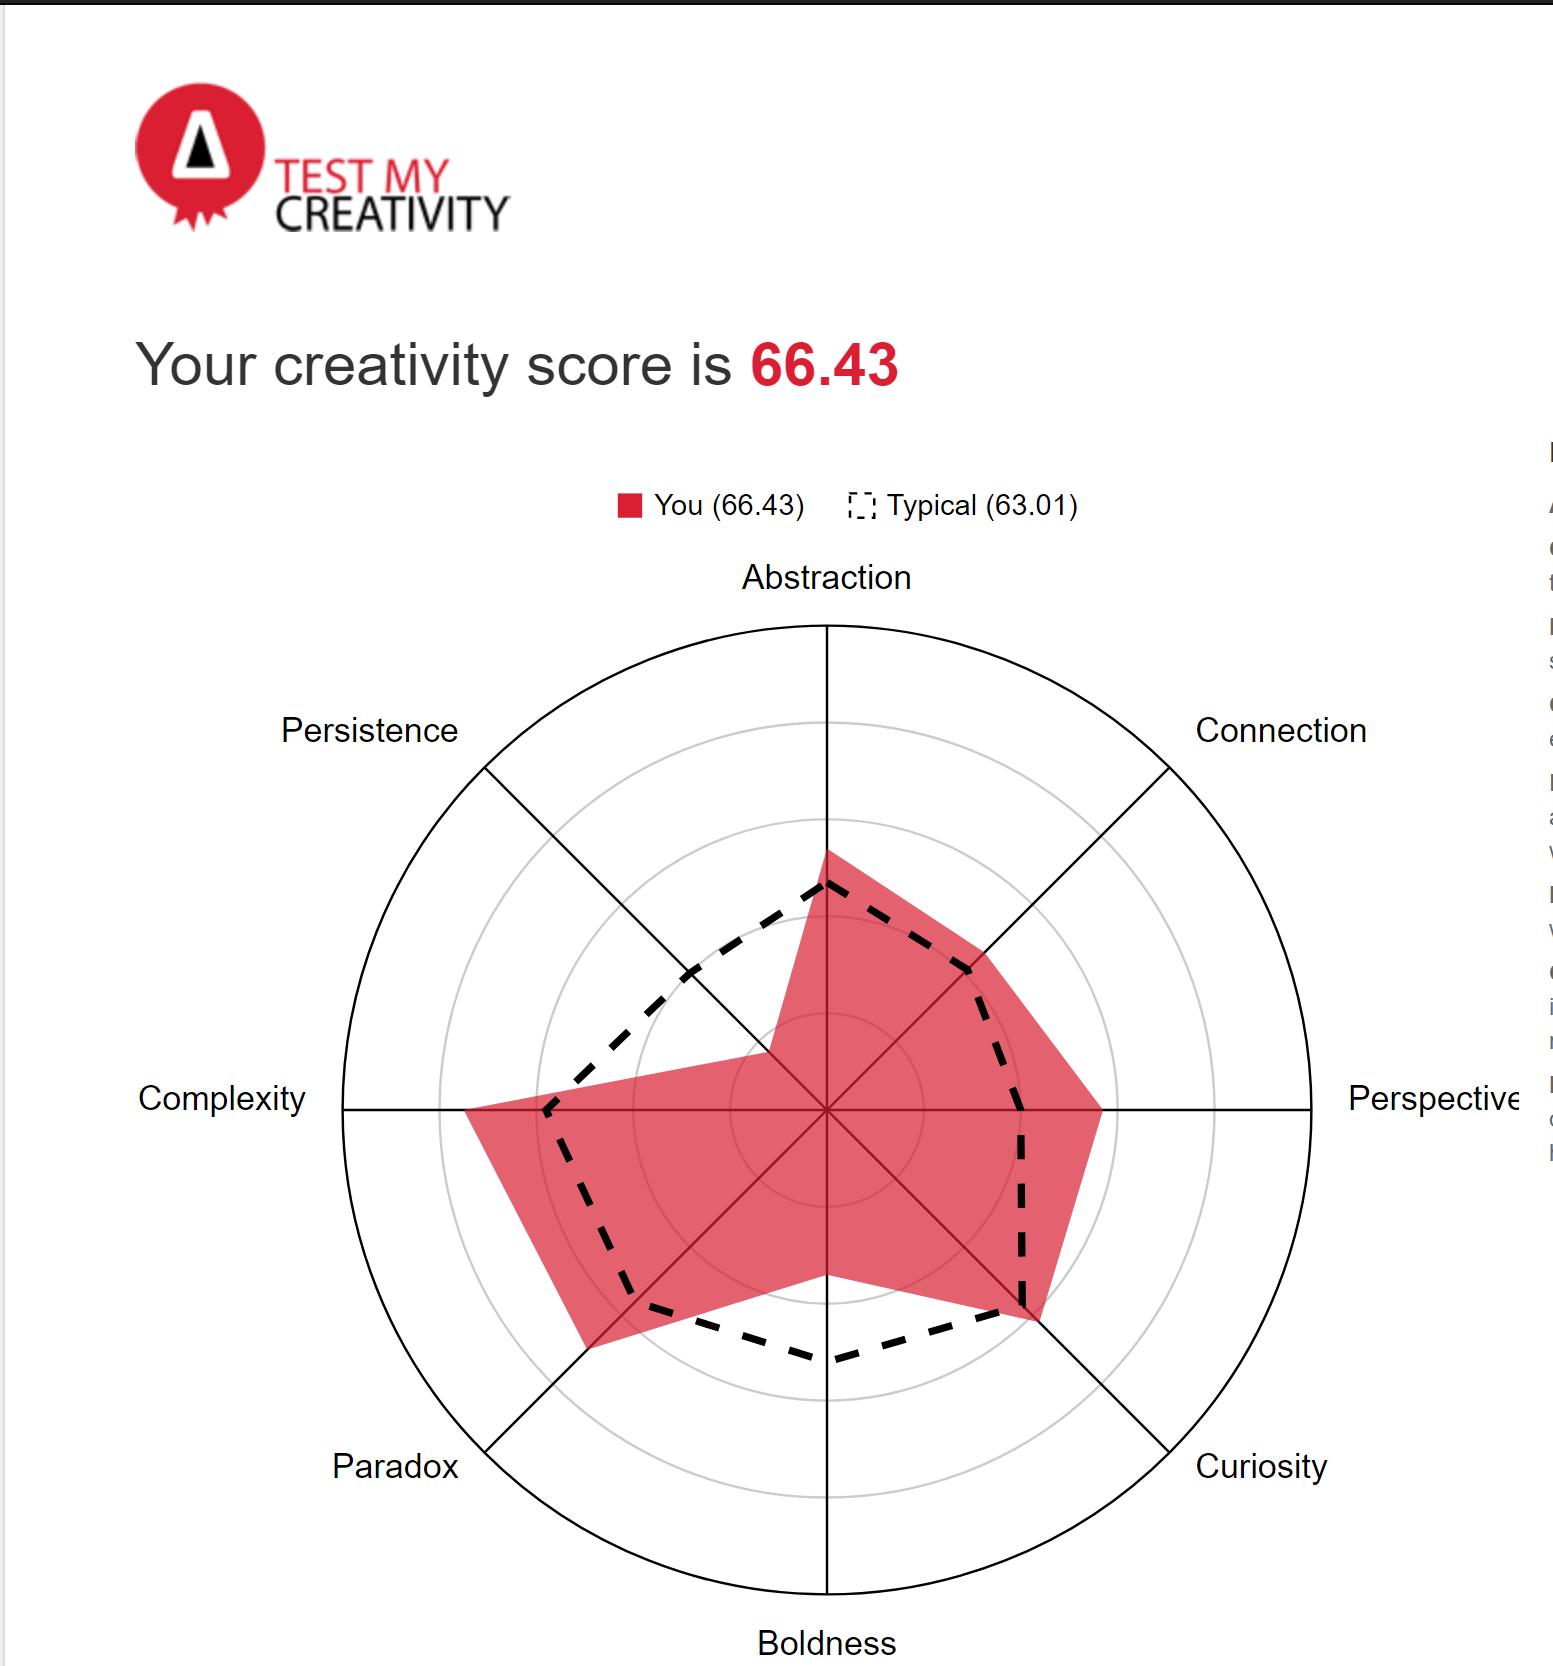 TEST MY
CREATIVITY
Your creativity score is 66.43
You (66.43) Typical (63.01)
Abstraction
Persistence
Connection
Complexity
Perspective
Paradox
Curiosity
Boldness